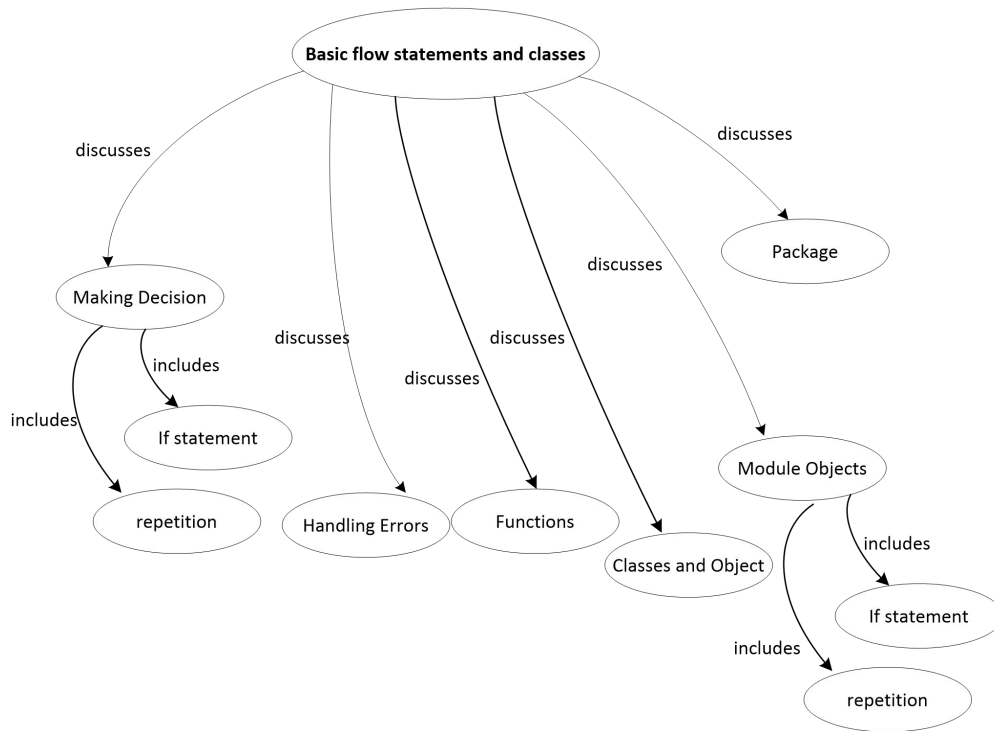 Basic flow statements and classes
discusses
discusses
Package
discusses
Making Decision
discusses
discusses
includes
discusses
includes
If statement
Module Objects
repetition
Handling Errors
Functions
includes
Classes and Object
If statement
includes
repetition